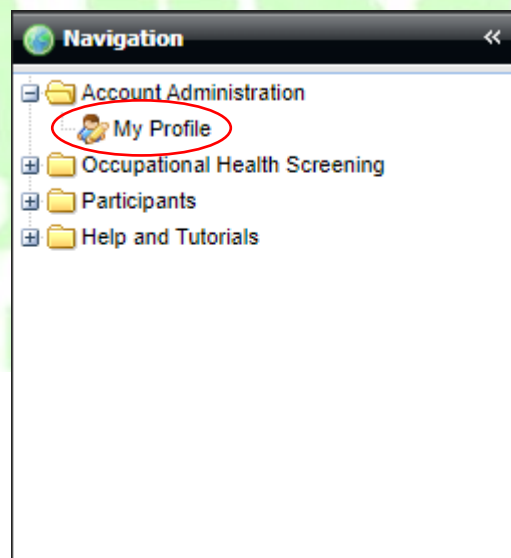 Navigation
Account Administration
My Profile
Occupational Health Screening
Participants
Help and Tutorials